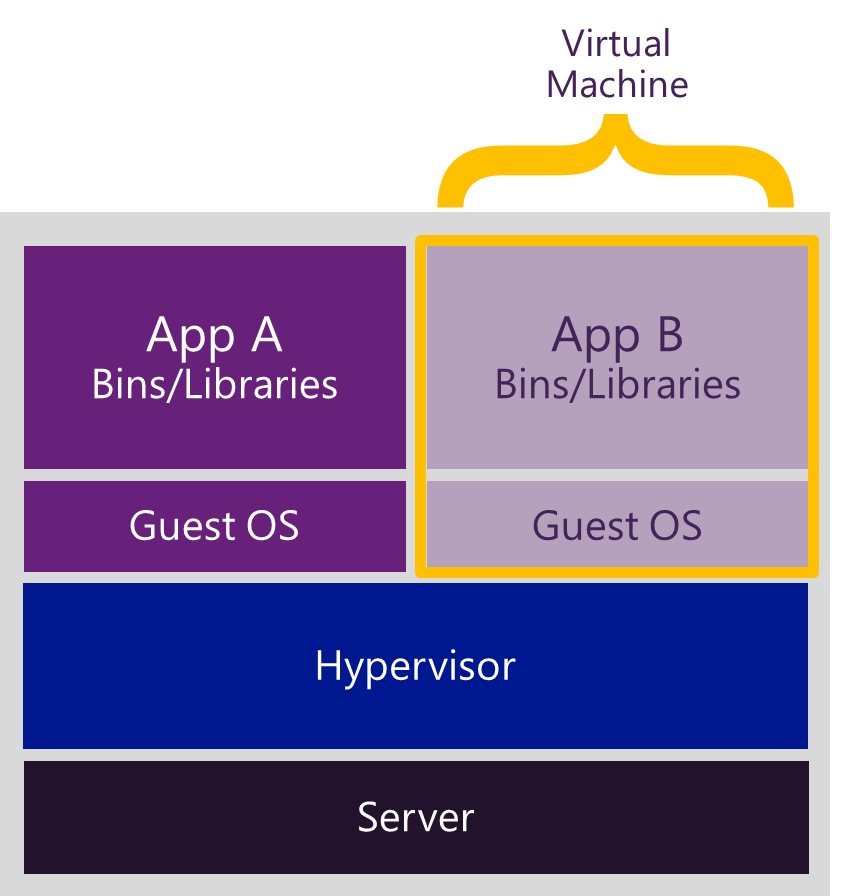 Virtual
Machine
App A
Bins/Libraries
App B
Bins/Libraries
Guest OS
Guest OS
Hypervisor
Server